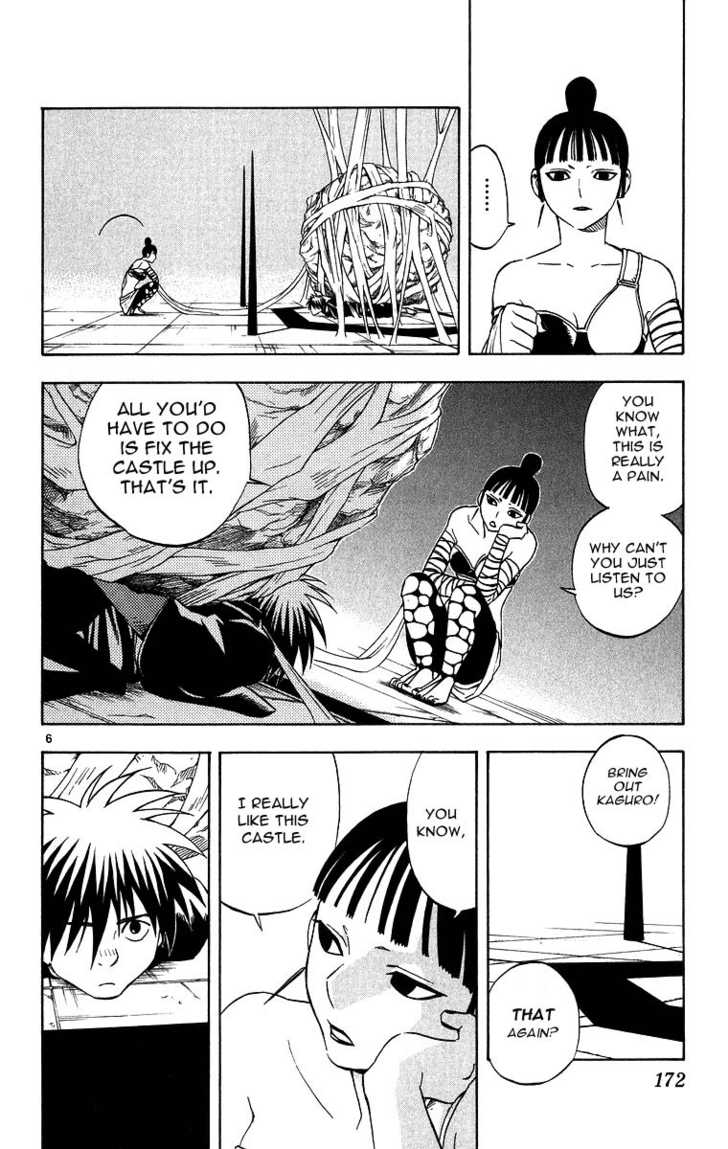 ........
YOU
KNOW
WHAT,
THIS IS
REALLY
A PAIN.
WHY CAN'T
YOU JUST
LISTEN TO
US?
ALL YOU'D
HAVE TO DO
IS FIX THE
CASTLE UP.
THAT'S IT.
6
BRING
OUT
KAGURO!
THAT
AGAIN?
YOU
KNOW,
I REALLY
LIKE THIS
CASTLE.
172